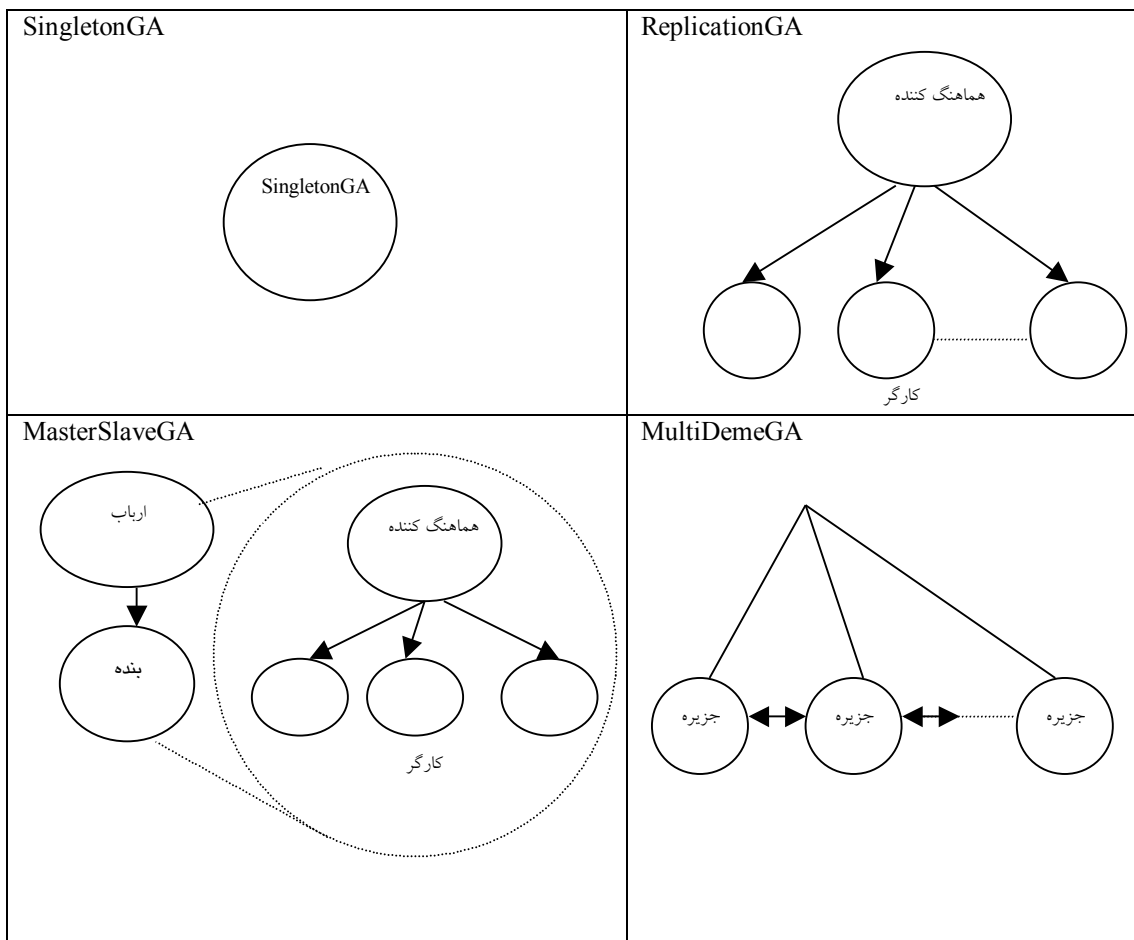 SingletonGA
SingletonGA
ReplicationGA
هماهنگ کننده
کارگر
MasterSlaveGA
ارباب
بنده
هماهنگ کننده
کارگر
MultiDemeGA
جزیره
جزیره
جزیره